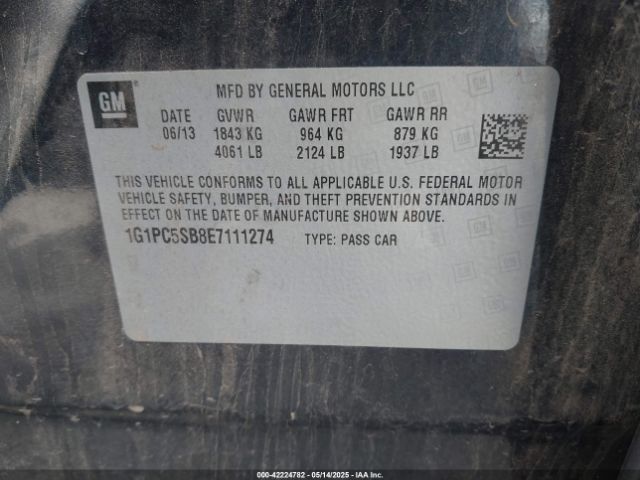 GM
MFD BY GENERAL MOTORS LLC
DATE GVWR GAWR FRT GAWR RR
06/13 1843 KG 964 KG 879 KG
4061 LB 2124 LB 1937 LB
THIS VEHICLE CONFORMS TO ALL APPLICABLE U.S. FEDERAL MOTOR
VEHICLE SAFETY, BUMPER, AND THEFT PREVENTION STANDARDS IN
EFFECT ON THE DATE OF MANUFACTURE SHOWN ABOVE.
1G1PC5SB8E7111274 TYPE: PASS CAR
000-42224782 - 05/14/2025 - IAA Inc.